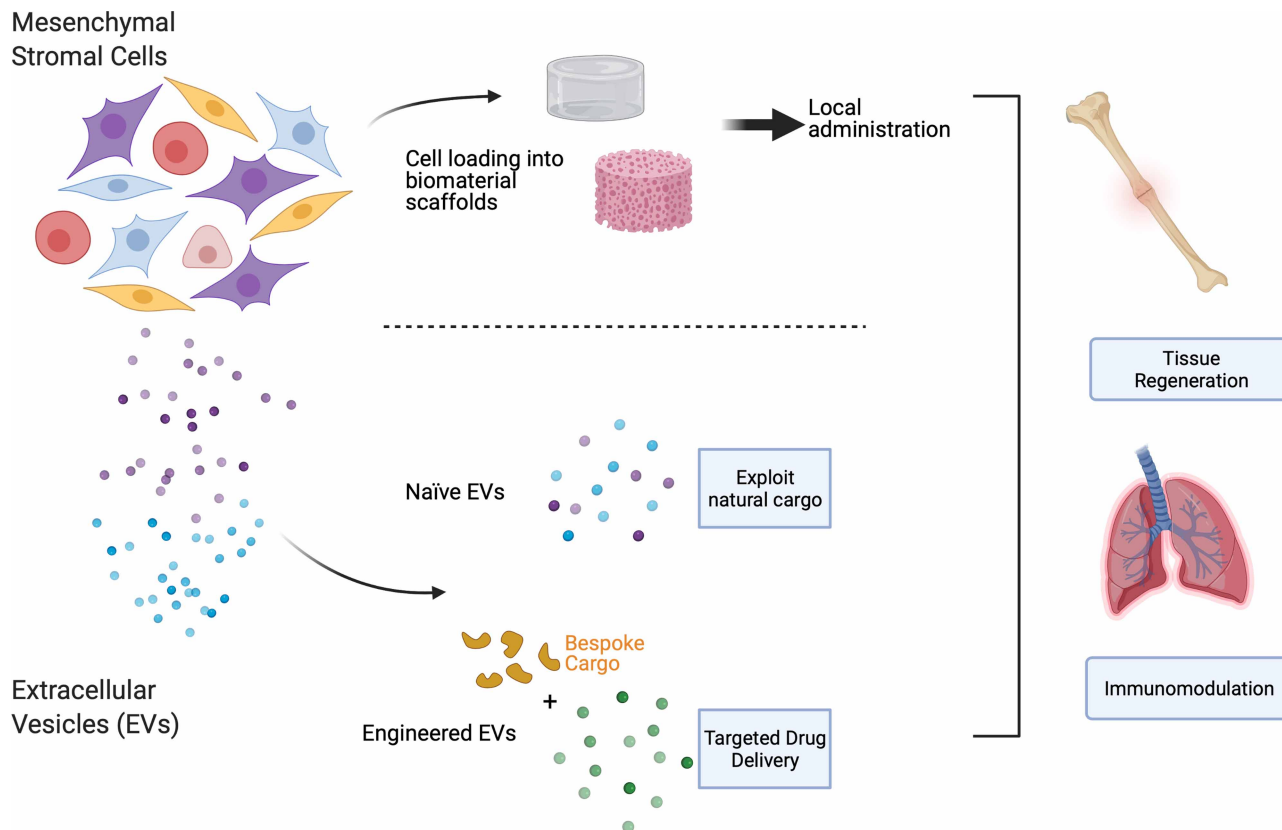 Mesenchymal
Stromal Cells
Cell loading into
biomaterial
scaffolds
Local
administration
Tissue
Regeneration
Naïve EVs
Exploit
natural cargo
Bespoke
Cargo
+
Engineered EVs
Targeted Drug
Delivery
Extracellular
Vesicles (EVs)
Immunomodulation